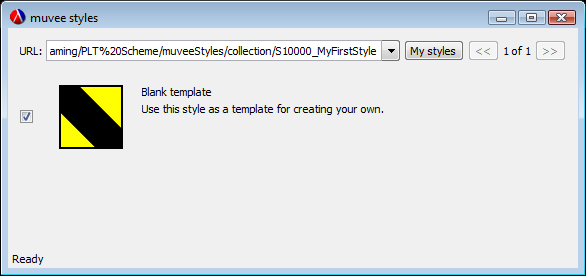 muvee styles
URL: aming/PLT%20Scheme/muveeStyles/collection/S10000_MyFirstStyle My styles << 1 of 1 >>
Blank template
Use this style as a template for creating your own.
Ready